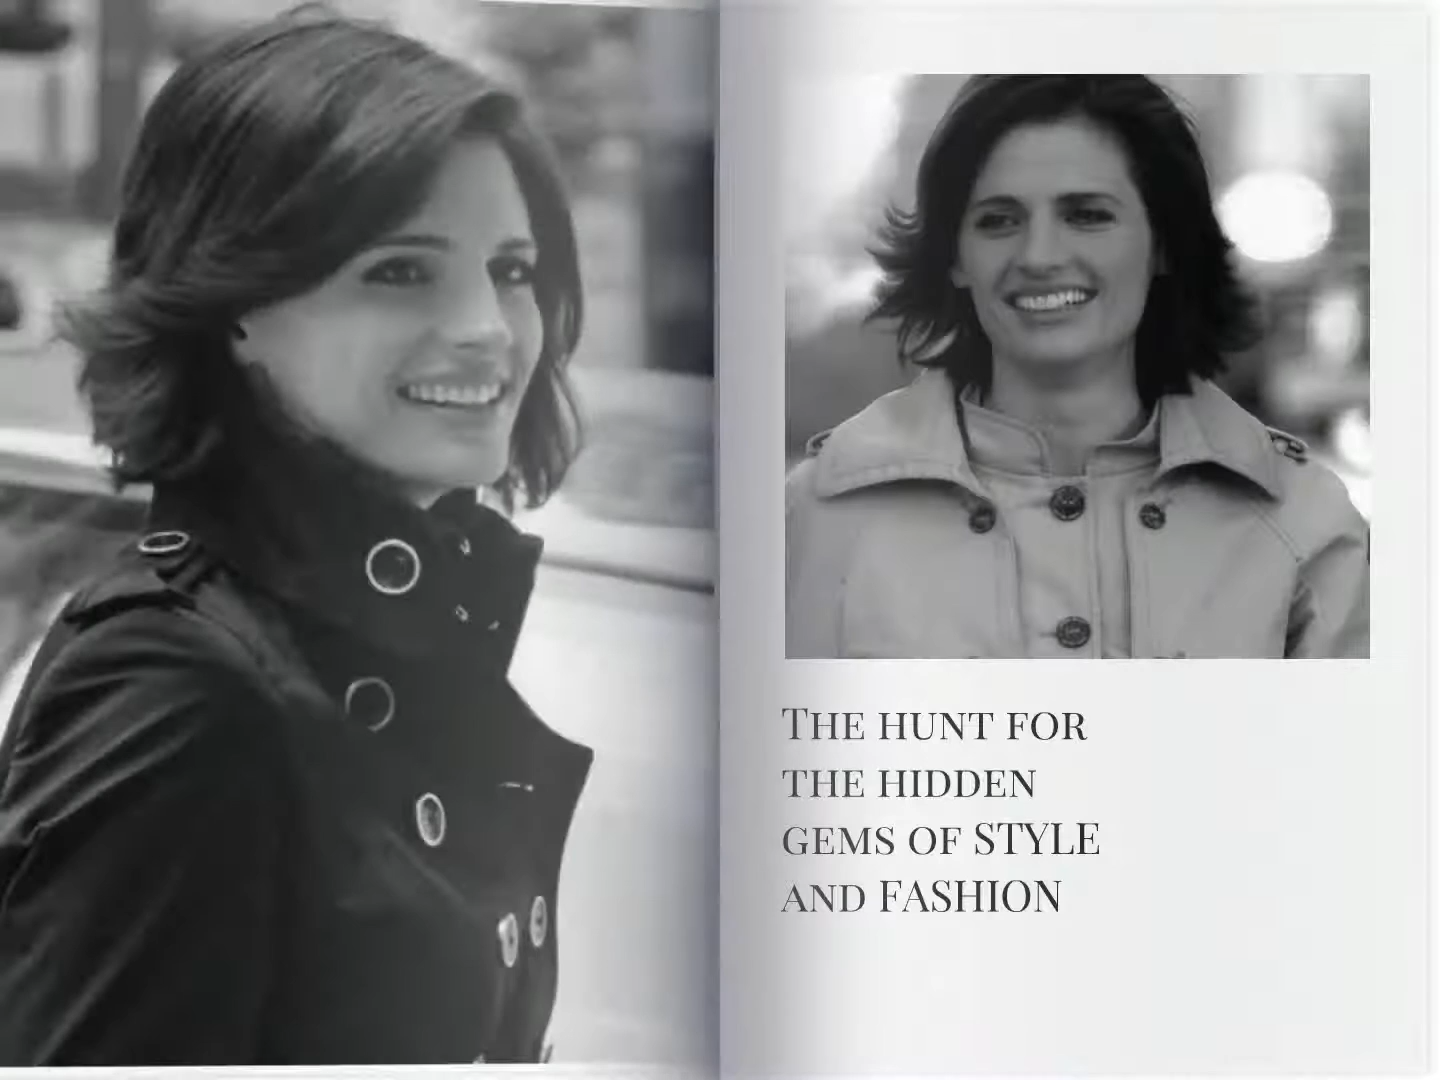 The hunt for
the hidden
gems of STYLE
and FASHION